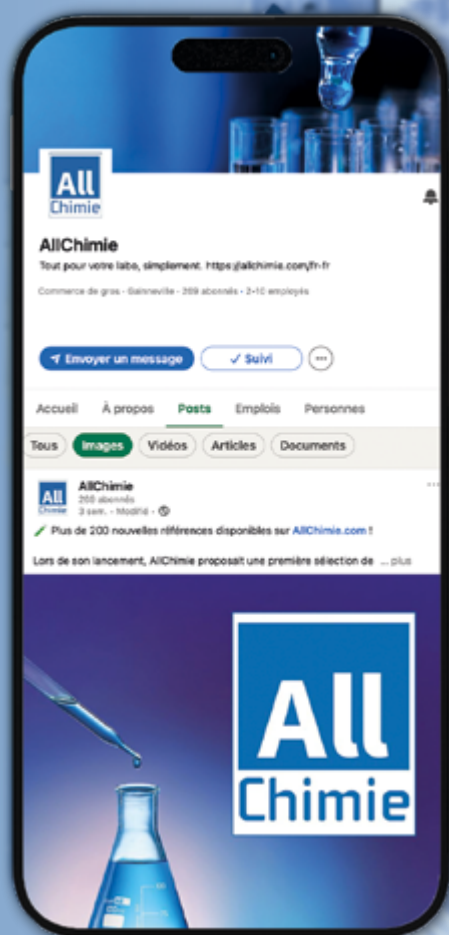 All
Chimie
AllChimie
Tout pour votre labo, simplement. https://allchimie.com/fr-fr
Commerce de gros - Gainneville - 269 abonnés - 2-10 employés
Envoyer un message
Suivi
Accueil À propos Posts Emplois Personnes
Tous Images Vidéos Articles Documents
All
Chimie
AllChimie
269 abonnés
3 sem. - Modifié -
Plus de 200 nouvelles références disponibles sur AllChimie.com !
Lors de son lancement, AllChimie proposait une première sélection de ... plus
All
Chimie